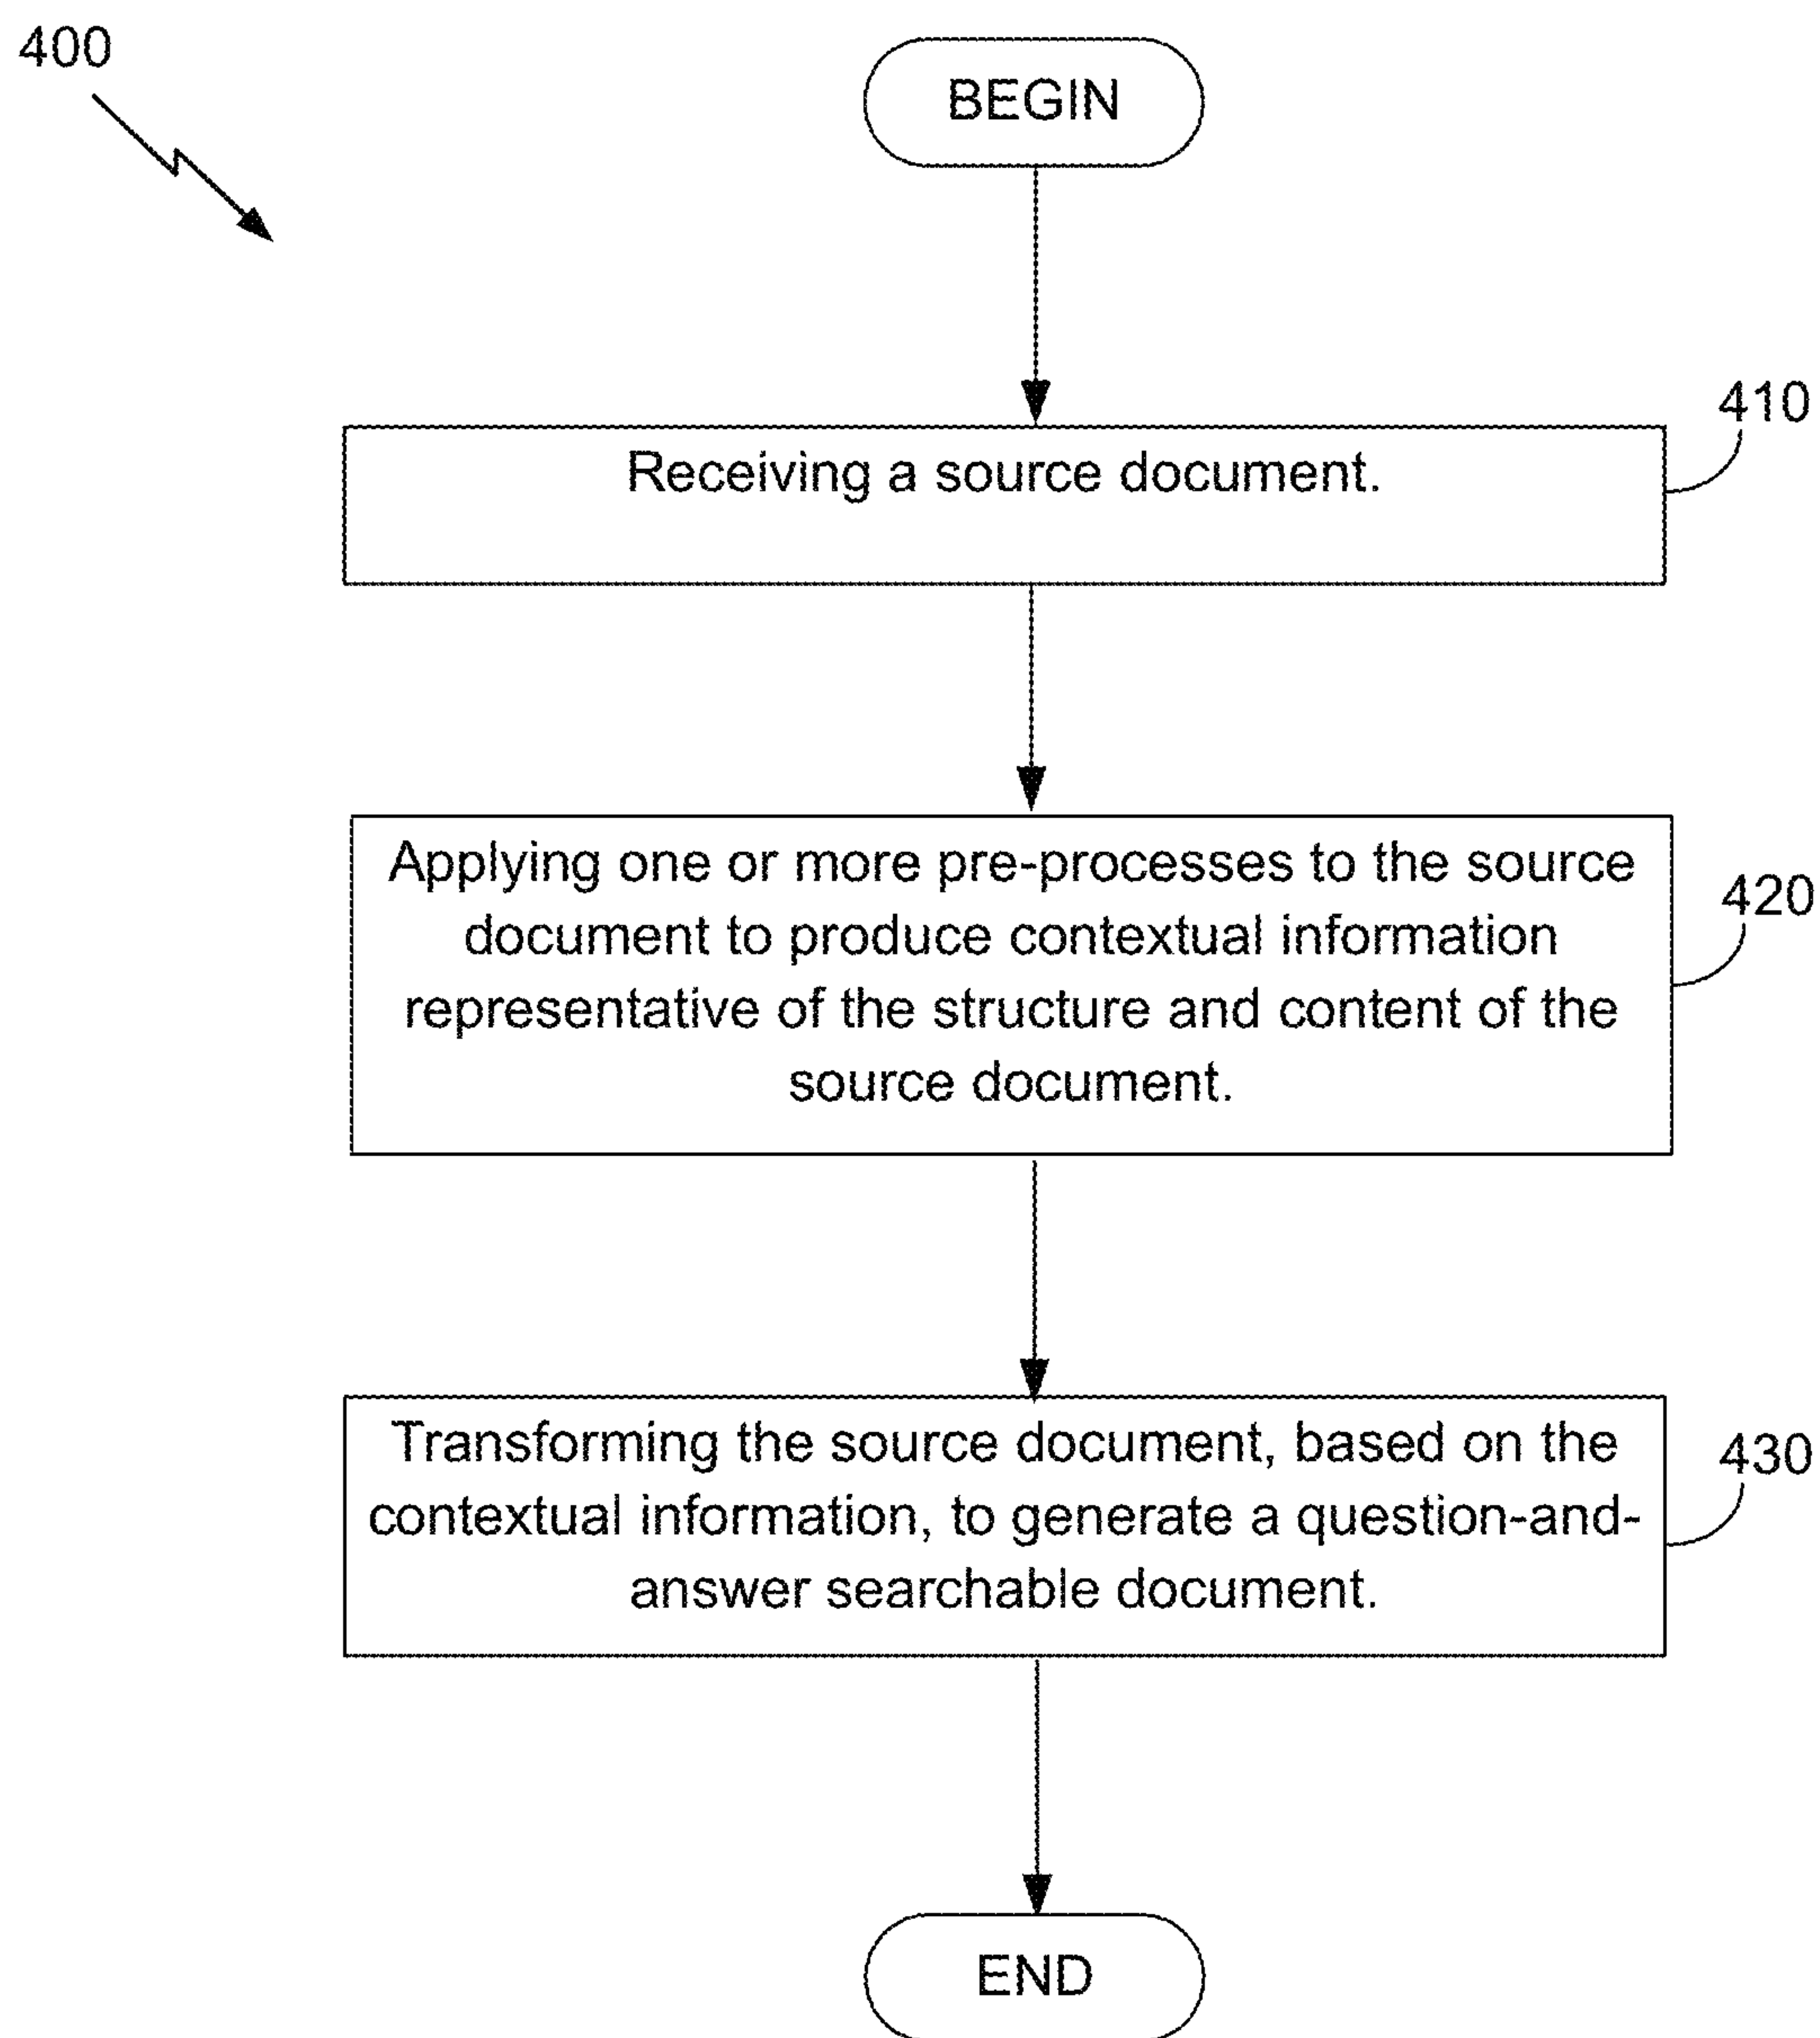 400
BEGIN
410
Receiving a source document.
Applying one or more pre-processes to the source
document to produce contextual information
representative of the structure and content of the
source document.
420
Transforming the source document, based on the
contextual information, to generate a question-and-
answer searchable document.
430
END